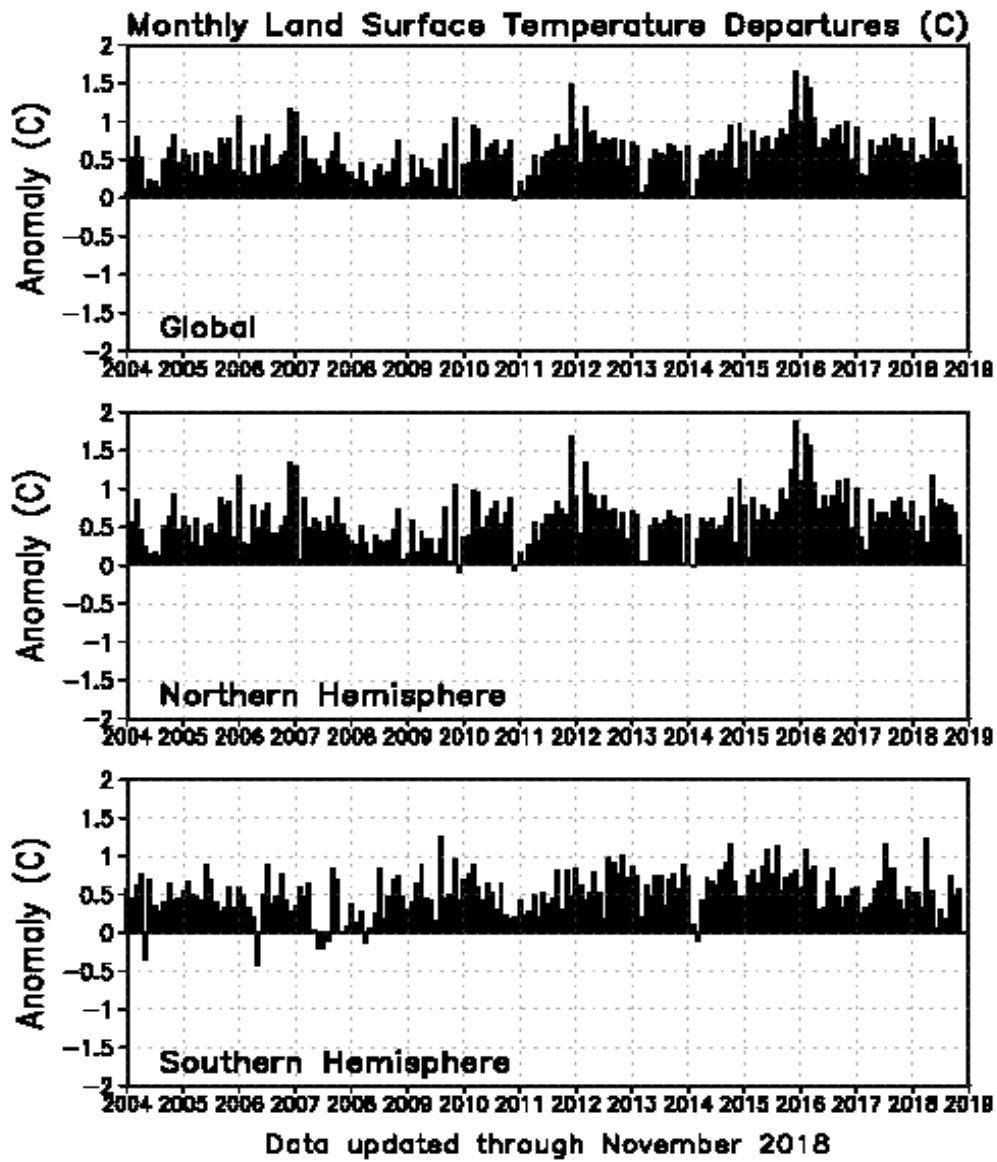 Monthly Land Surface Temperature Departures (C)
2
1.5
1
0.5
0
-0.5
-1
-1.5
-2
Anomaly (C)
Global
2004 2005 2006 2007 2008 2009 2010 2011 2012 2013 2014 2015 2016 2017 2018 2019
2
1.5
1
0.5
0
-0.5
-1
-1.5
-2
Anomaly (C)
Northern Hemisphere
2004 2005 2006 2007 2008 2009 2010 2011 2012 2013 2014 2015 2016 2017 2018 2019
2
1.5
1
0.5
0
-0.5
-1
-1.5
-2
Anomaly (C)
Southern Hemisphere
2004 2005 2006 2007 2008 2009 2010 2011 2012 2013 2014 2015 2016 2017 2018 2019
Data updated through November 2018